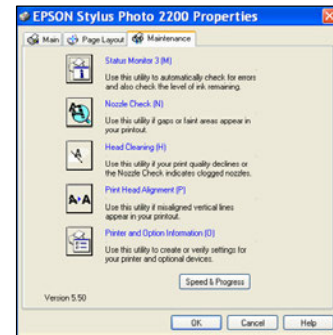 EPSON Stylus Photo 2200 Properties
Main Page Layout Maintenance
Status Monitor 3 (M)
Use this utility to automatically check for errors
and also check the level of ink remaining.
Nozzle Check (N)
Use this utility if gaps or faint areas appear in
your printout.
Head Cleaning (H)
Use this utility if your print quality declines or
the Nozzle Check indicates clogged nozzles.
Print Head Alignment (P)
A›A
Use this utility if misaligned vertical lines
appear in your printout.
Printer and Option Information (O)
Use this utility to create or verify settings for
your printer and optional devices.
Speed & Progress
Version 5.50
OK Cancel Help